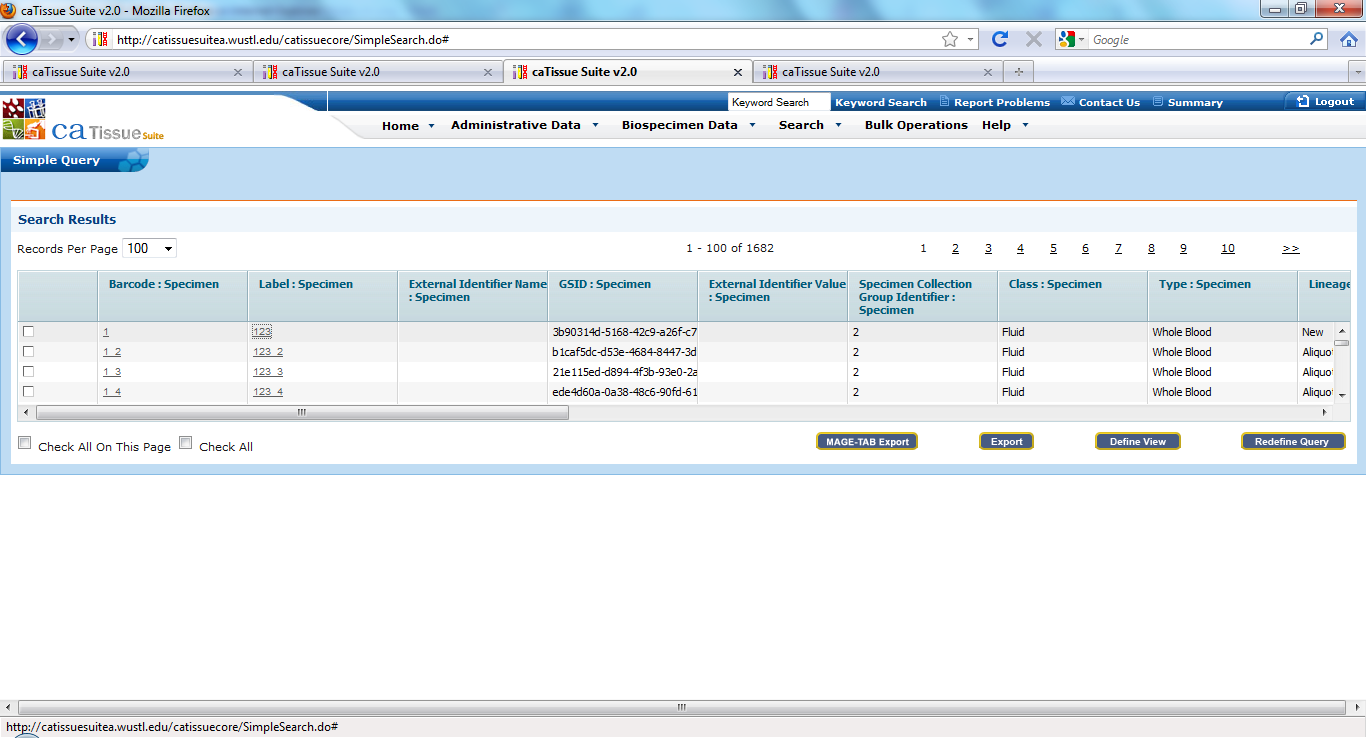 caTissue Suite v2.0 - Mozilla Firefox
http://catissuesuitea.wustl.edu/catissuecore/SimpleSearch.do#
Google
caTissue Suite v2.0 caTissue Suite v2.0 caTissue Suite v2.0 caTissue Suite v2.0
Keyword Search Keyword Search Report Problems Contact Us Summary Logout
ca Tissue Suite
Home Administrative Data Biospecimen Data Search Bulk Operations Help
Simple Query
Search Results
Records Per Page 100 1 - 100 of 1682 1 2 3 4 5 6 7 8 9 10 >>
Barcode : Specimen Label : Specimen External Identifier Name : Specimen GSID : Specimen External Identifier Value : Specimen Specimen Collection Group Identifier : Specimen Class : Specimen Type : Specimen Lineage
1 123 3b90314d-5168-42c9-a26f-c7 2 Fluid Whole Blood New
1_2 123_2 b1caf5dc-d53e-4684-8447-3d 2 Fluid Whole Blood Aliquo
1_3 123_3 21e115ed-d894-4f3b-93e0-2a 2 Fluid Whole Blood Aliquo
1_4 123_4 ede4d60a-0a38-48c6-90fd-61 2 Fluid Whole Blood Aliquo
Check All On This Page Check All MAGE-TAB Export Export Define View Redefine Query
http://catissuesuitea.wustl.edu/catissuecore/SimpleSearch.do#